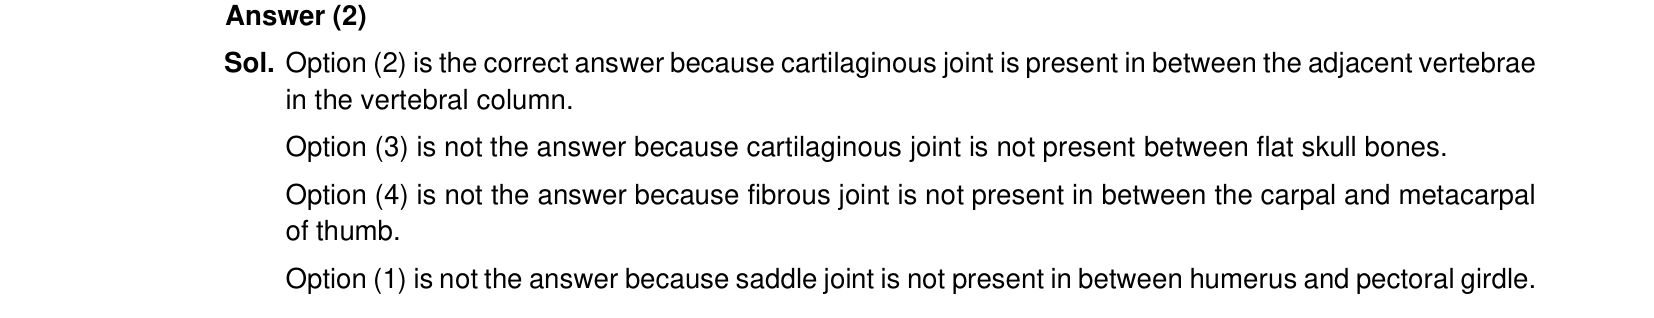 Answer (2)
Sol. Option (2) is the correct answer because cartilaginous joint is present in between the adjacent vertebrae
in the vertebral column.
Option (3) is not the answer because cartilaginous joint is not present between flat skull bones.
Option (4) is not the answer because fibrous joint is not present in between the carpal and metacarpal
of thumb.
Option (1) is not the answer because saddle joint is not present in between humerus and pectoral girdle.